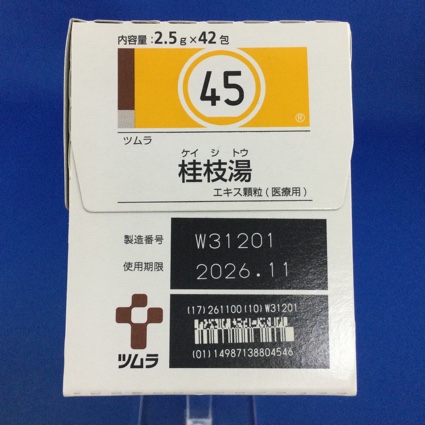 内容量:2.5g×42包
45
®
ツムラ
ケイ シ トウ
桂枝湯
エキス顆粒(医療用)
製造番号 W31201
使用期限 2026.11
(17)261100(10)W31201
(01)14987138804546
ツムラ